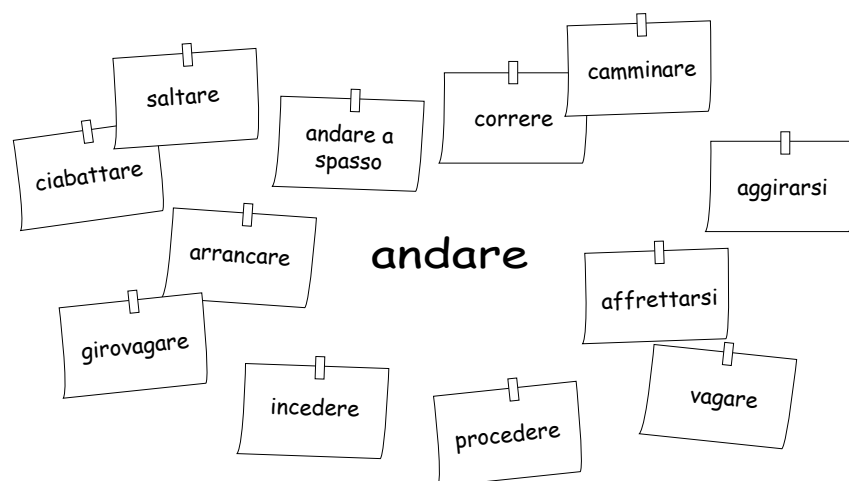 camminare
saltare
correre
andare a
spasso
ciabattare
aggirarsi
arrancare
andare
affrettarsi
girovagare
vagare
incedere
procedere